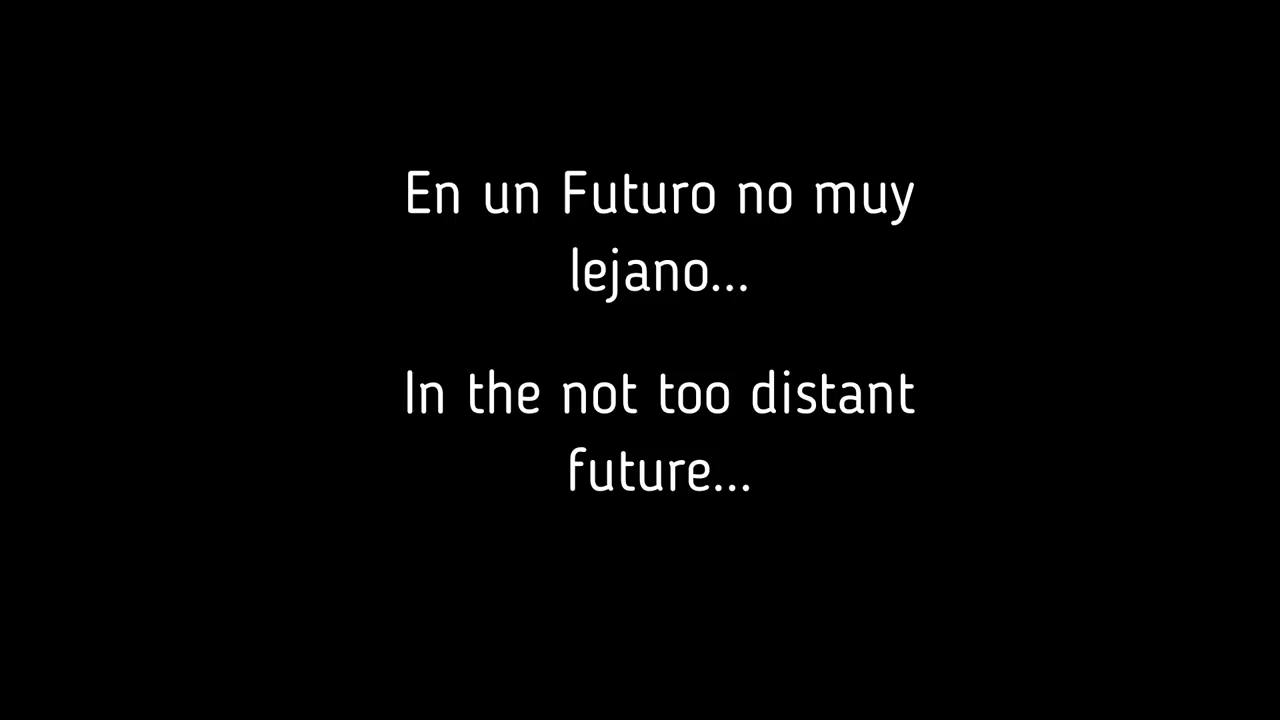 En un Futuro no muy
lejano...
In the not too distant
future...